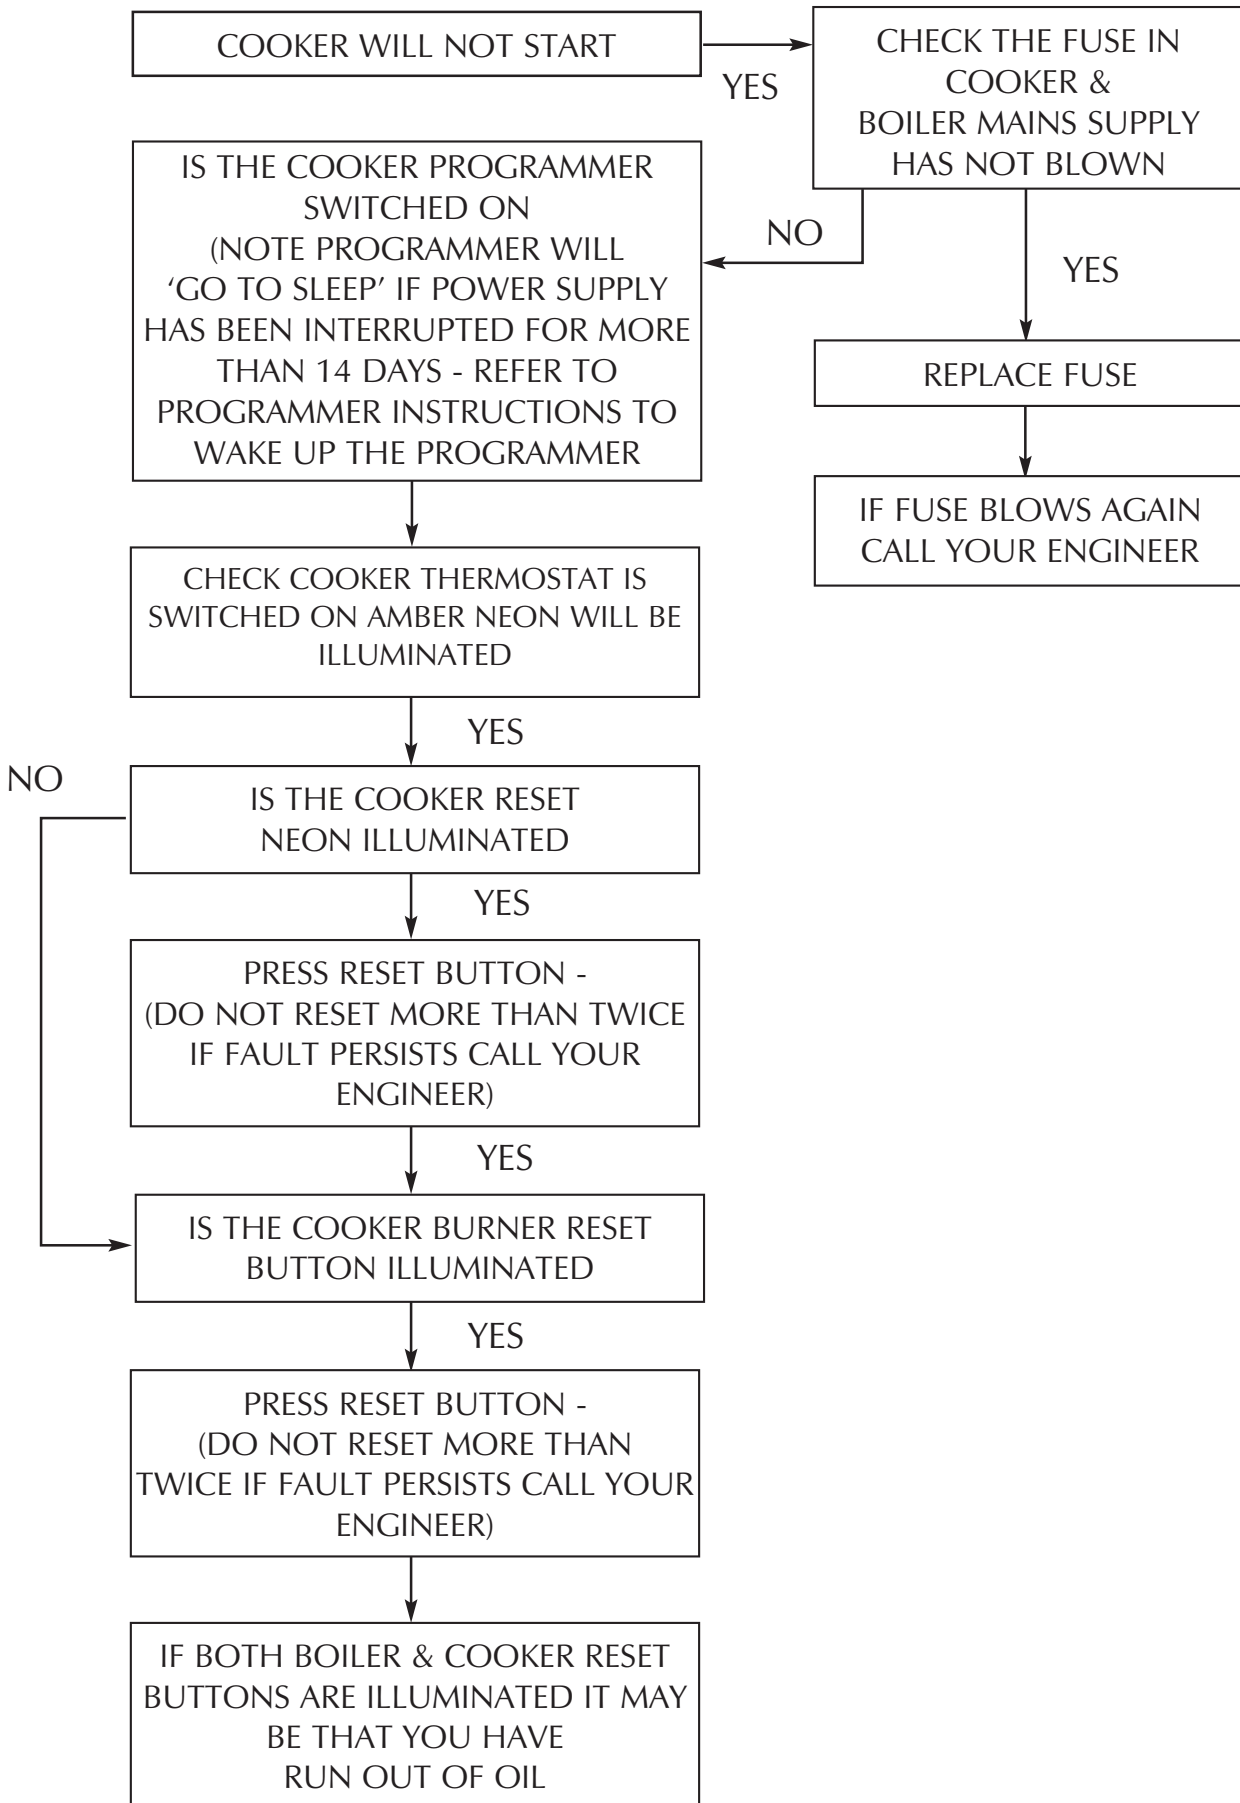 COOKER WILL NOT START
YES
CHECK THE FUSE IN
COOKER &
BOILER MAINS SUPPLY
HAS NOT BLOWN
NO
YES
REPLACE FUSE
IF FUSE BLOWS AGAIN
CALL YOUR ENGINEER
IS THE COOKER PROGRAMMER
SWITCHED ON
(NOTE PROGRAMMER WILL
‘GO TO SLEEP’ IF POWER SUPPLY
HAS BEEN INTERRUPTED FOR MORE
THAN 14 DAYS - REFER TO
PROGRAMMER INSTRUCTIONS TO
WAKE UP THE PROGRAMMER
CHECK COOKER THERMOSTAT IS
SWITCHED ON AMBER NEON WILL BE
ILLUMINATED
YES
NO
IS THE COOKER RESET
NEON ILLUMINATED
YES
PRESS RESET BUTTON -
(DO NOT RESET MORE THAN TWICE
IF FAULT PERSISTS CALL YOUR
ENGINEER)
YES
IS THE COOKER BURNER RESET
BUTTON ILLUMINATED
YES
PRESS RESET BUTTON -
(DO NOT RESET MORE THAN
TWICE IF FAULT PERSISTS CALL YOUR
ENGINEER)
IF BOTH BOILER & COOKER RESET
BUTTONS ARE ILLUMINATED IT MAY
BE THAT YOU HAVE
RUN OUT OF OIL